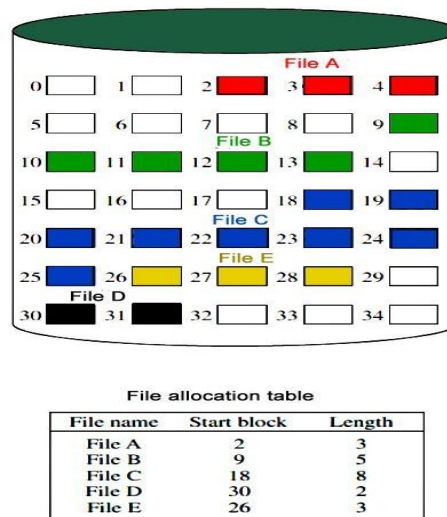 File A
0 1 2 3 4
5 6 7 8 9
File B
10 11 12 13 14
15 16 17 18 19
File C
20 21 22 23 24
File E
25 26 27 28 29
File D
30 31 32 33 34
File allocation table
File name Start block Length
File A 2 3
File B 9 5
File C 18 8
File D 30 2
File E 26 3